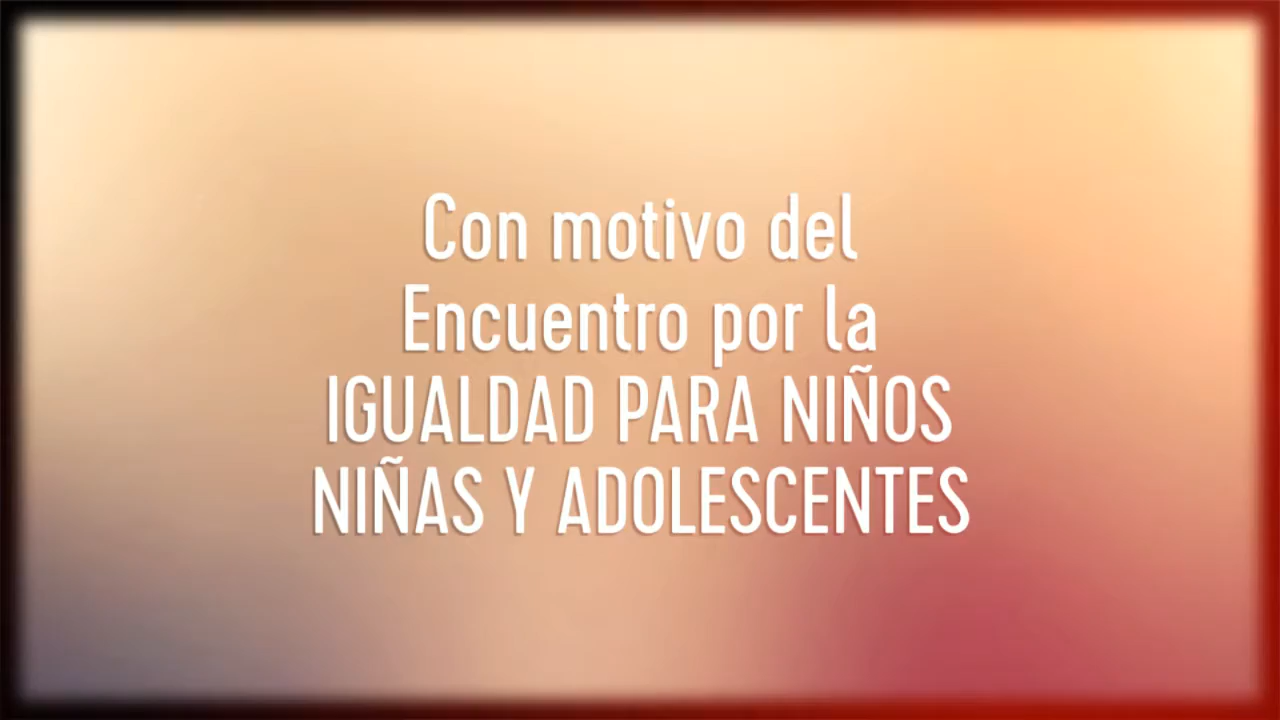 Con motivo del
Encuentro por la
IGUALDAD PARA NIÑOS
NIÑAS Y ADOLESCENTES